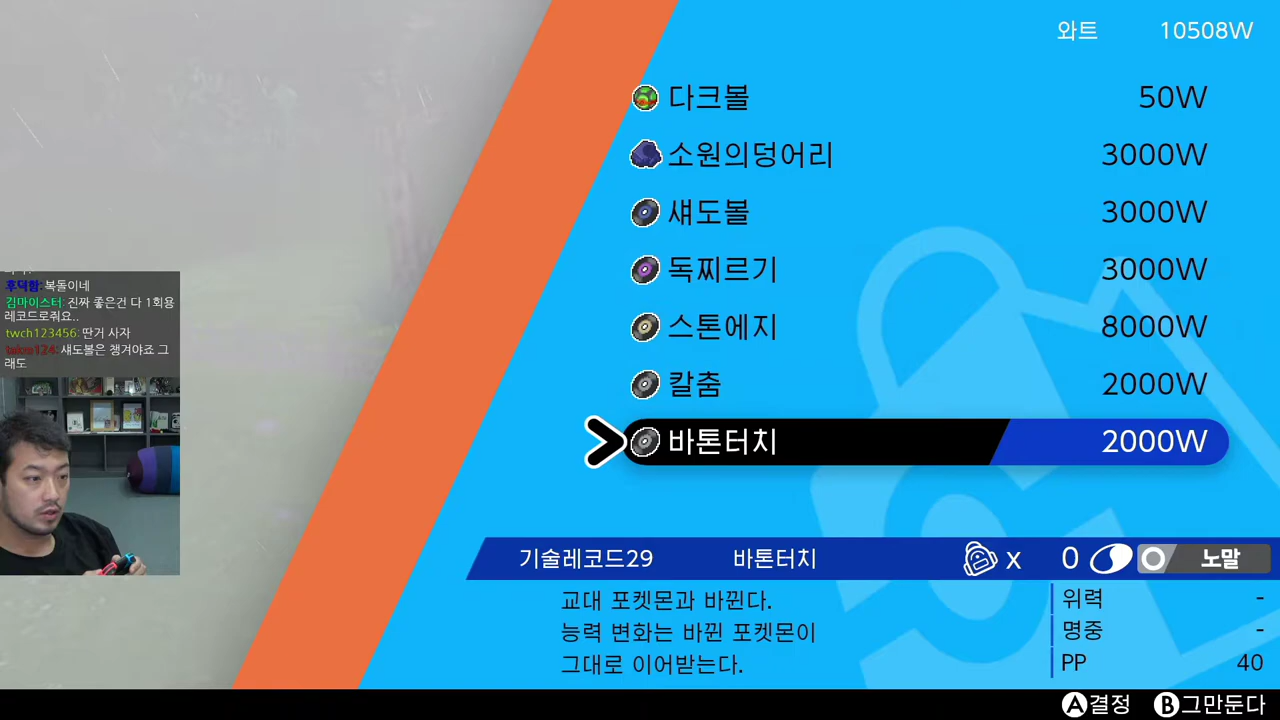 와트 10508W
다크볼 50W
소원의덩어리 3000W
섀도볼 3000W
독찌르기 3000W
스톤에지 8000W
칼춤 2000W
바톤터치 2000W
후덕함: 복돌이네
김마이스터: 진짜 좋은건 다 1회용
레코드로줘요..
twch123456: 딴거 사자
섀도볼은 챙겨야죠 그
래도
기술레코드29 바톤터치 x 0 노말
교대 포켓몬과 바뀐다.
능력 변화는 바뀐 포켓몬이
그대로 이어받는다.
위력 -
명중 -
PP 40
A 결정 B 그만둔다